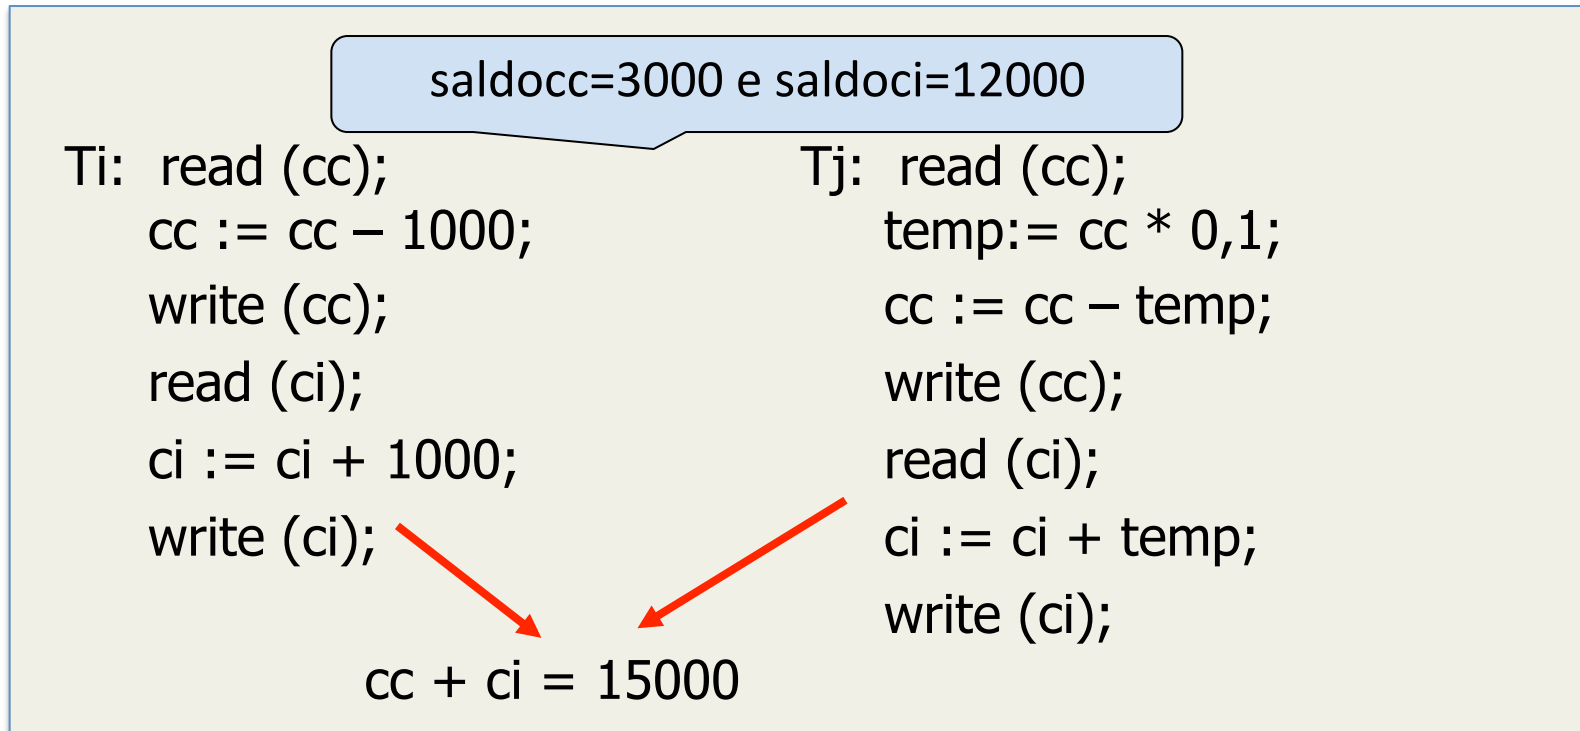 saldocc=3000 e saldoci=12000
Ti: read (cc);
cc := cc – 1000;
write (cc);
read (ci);
ci := ci + 1000;
write (ci);
Tj: read (cc);
temp:= cc * 0,1;
cc := cc – temp;
write (cc);
read (ci);
ci := ci + temp;
write (ci);
cc + ci = 15000